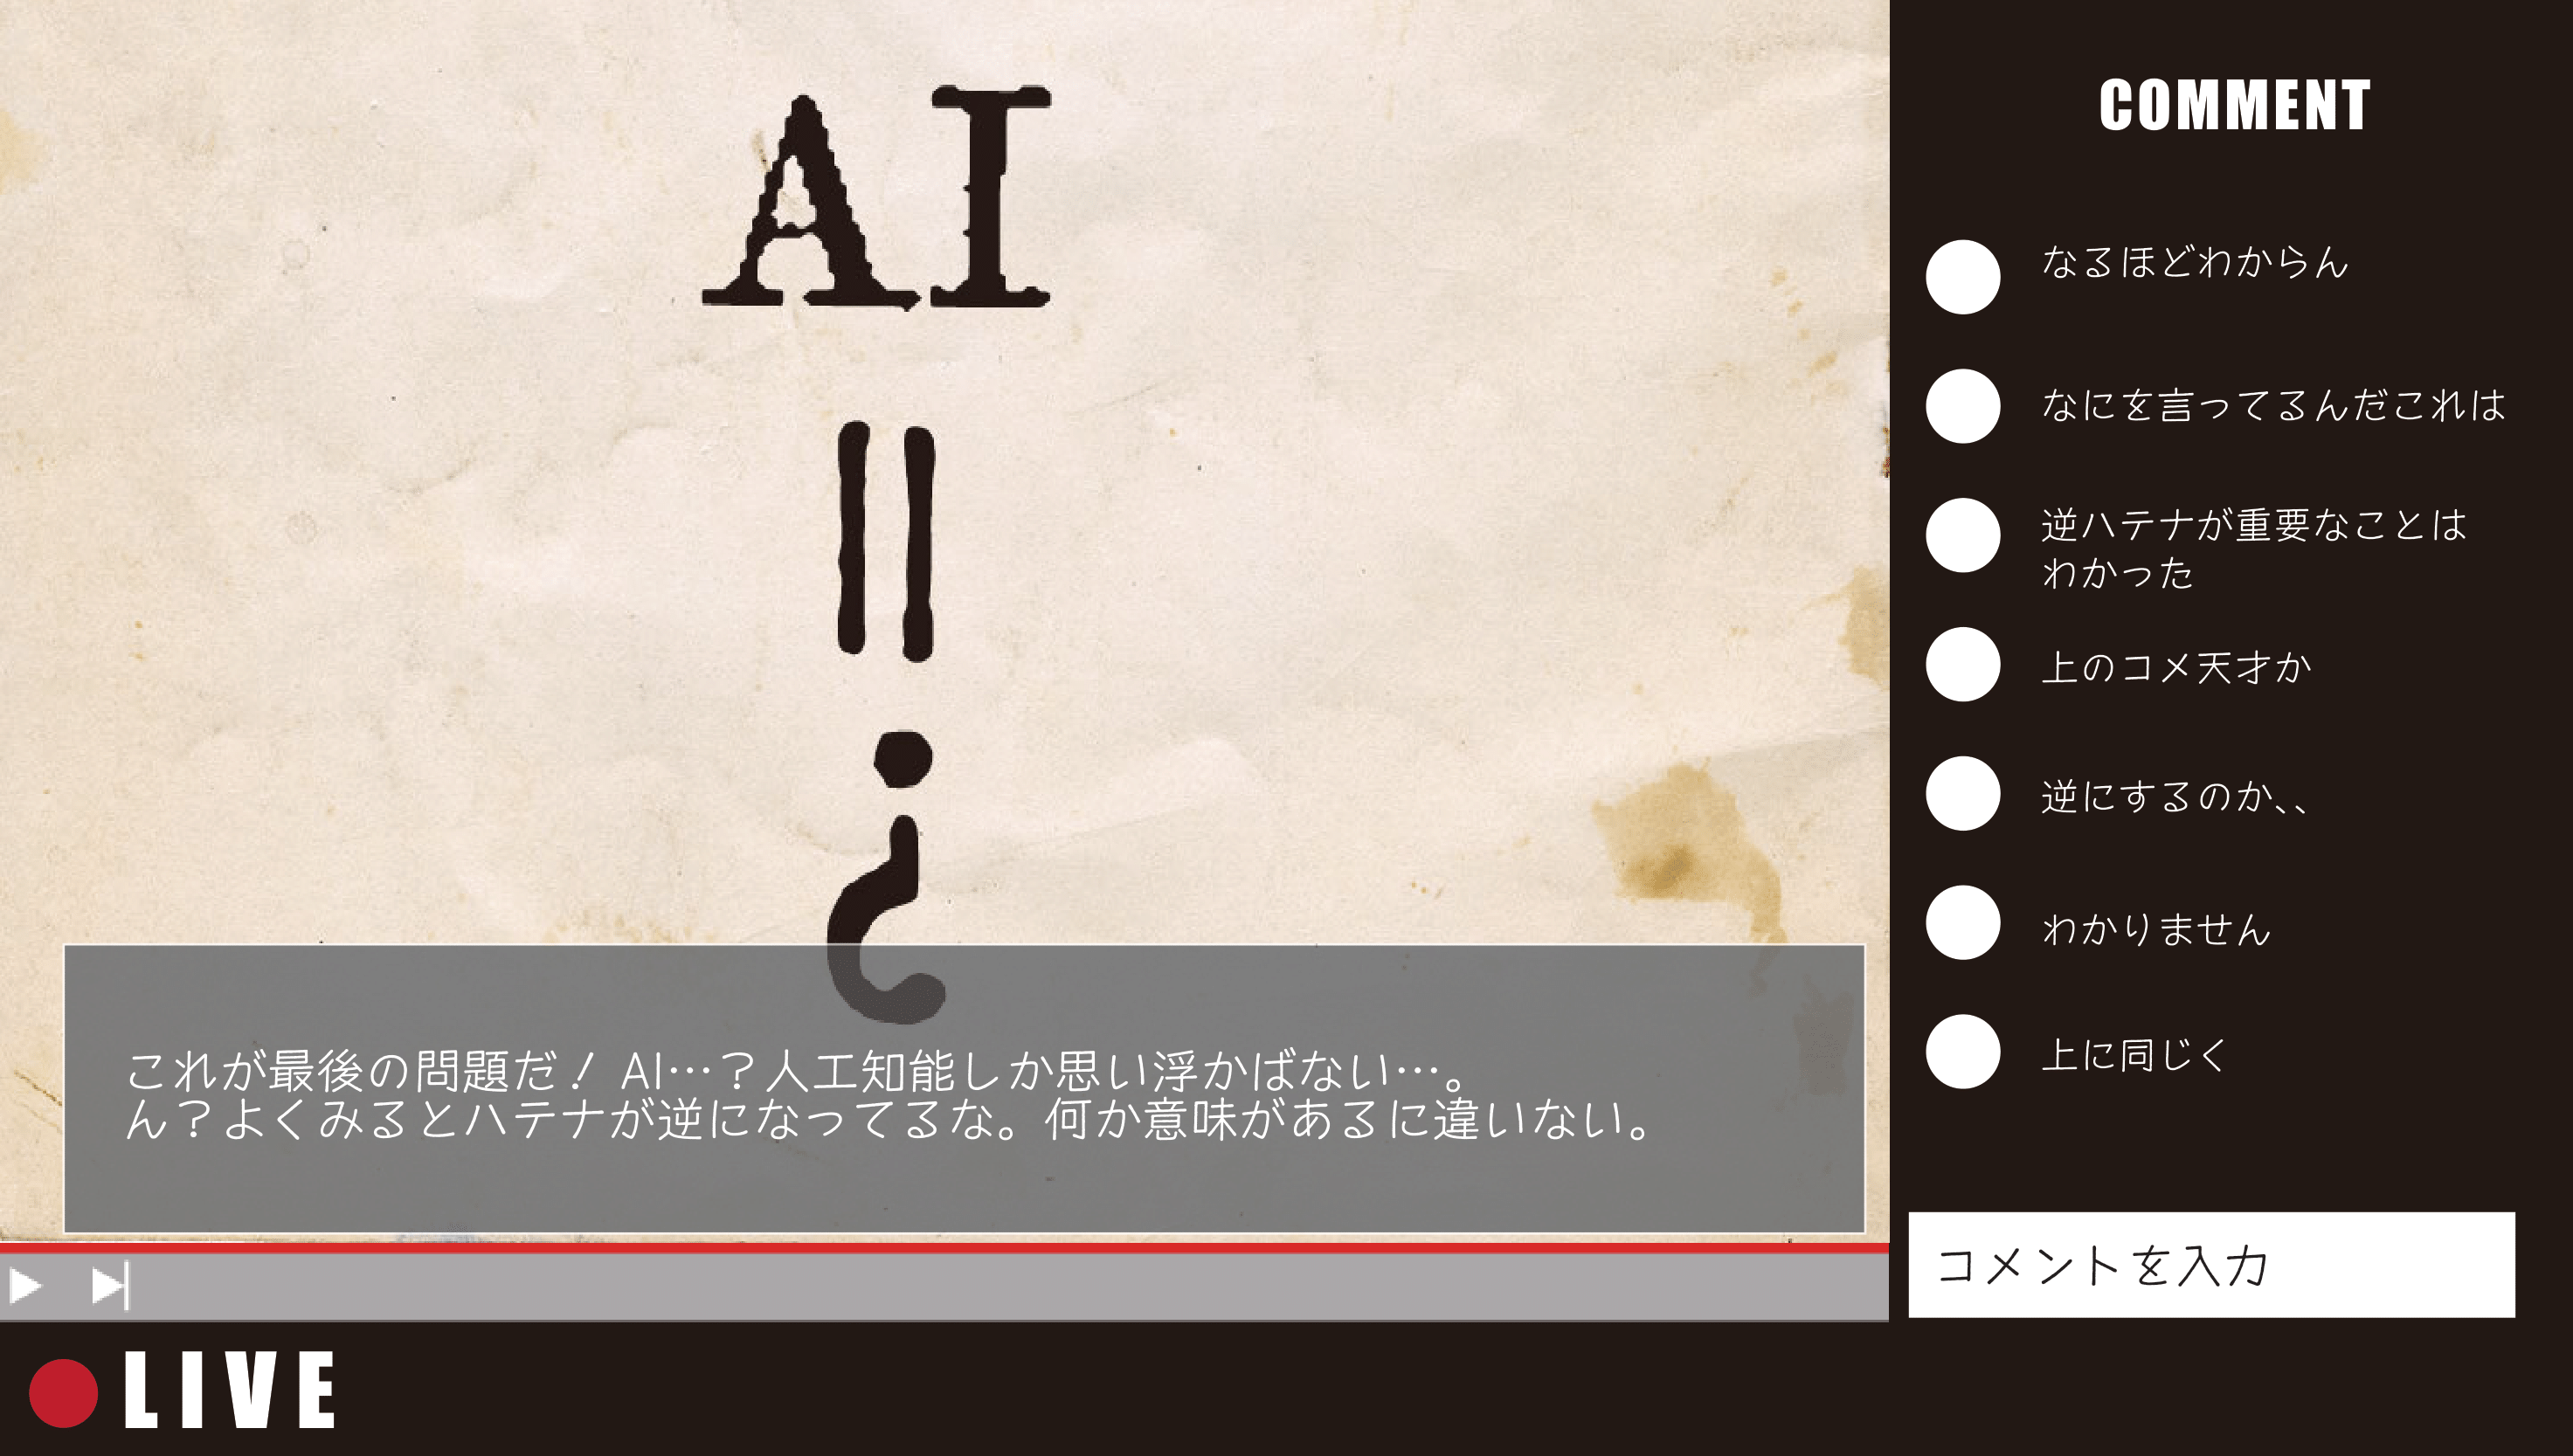 AI
||
¿
これが最後の問題だ! AI…?人工知能しか思い浮かばない…。
ん?よくみるとハテナが逆になってるな。何か意味があるに違いない。
LIVE
COMMENT
なるほどわからん
なにを言ってるんだこれは
逆ハテナが重要なことは
わかった
上のコメ天才か
逆にするのか、、
わかりません
上に同じく
コメントを入力